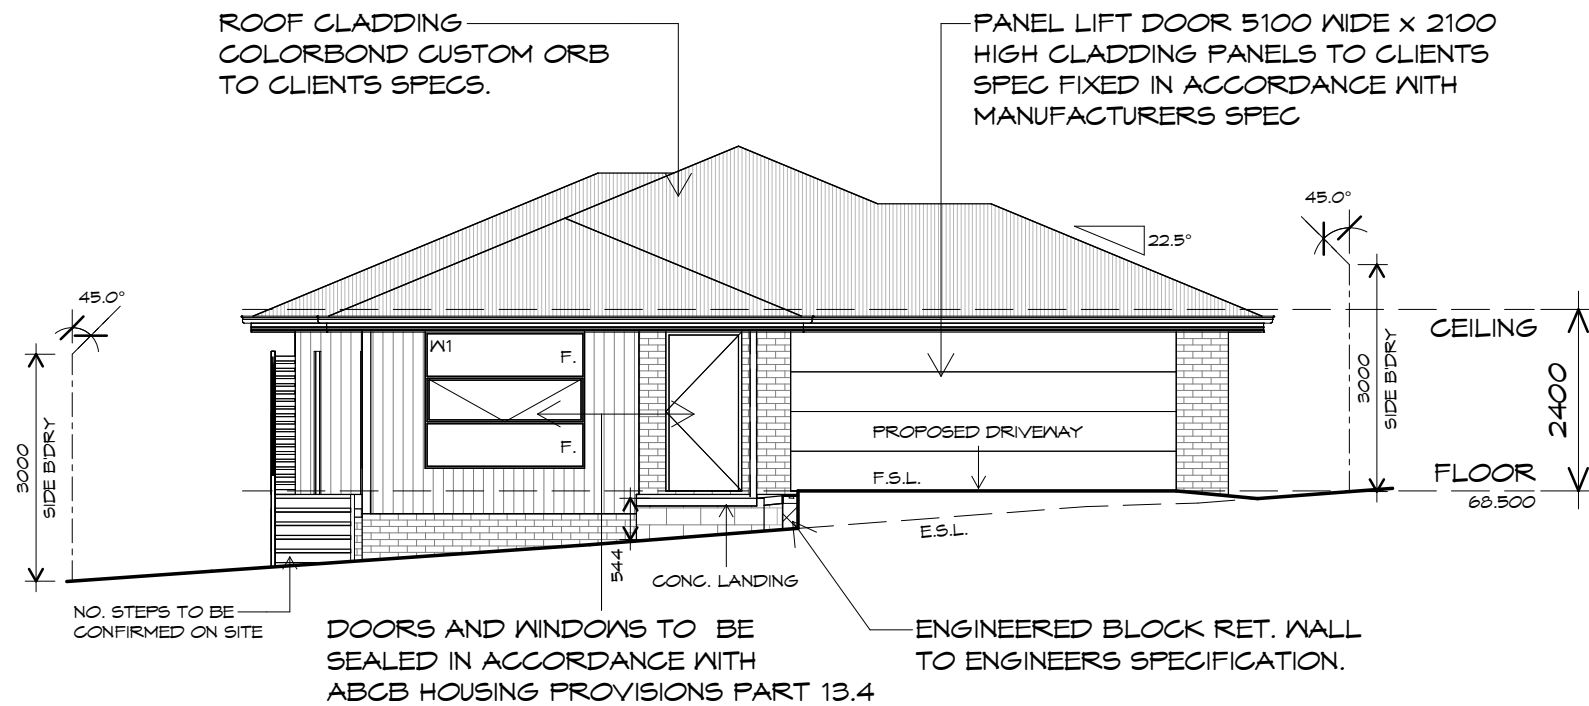 ROOF CLADDING
COLORBOND CUSTOM ORB
TO CLIENTS SPECS.
PANEL LIFT DOOR 5100 WIDE x 2100
HIGH CLADDING PANELS TO CLIENTS
SPEC FIXED IN ACCORDANCE WITH
MANUFACTURERS SPEC
45.0°
22.5°
45.0°
3000
SIDE B'DRY
W1
F.
F.
PROPOSED DRIVEWAY
F.S.L.
E.S.L.
3000
SIDE B'DRY
CEILING
2400
FLOOR
68.500
544
CONC. LANDING
NO. STEPS TO BE
CONFIRMED ON SITE
DOORS AND WINDOWS TO BE
SEALED IN ACCORDANCE WITH
ABCB HOUSING PROVISIONS PART 13.4
ENGINEERED BLOCK RET. WALL
TO ENGINEERS SPECIFICATION.